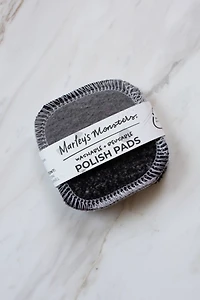 Marley's Monsters
WASHABLE + REUSABLE
POLISH PADS